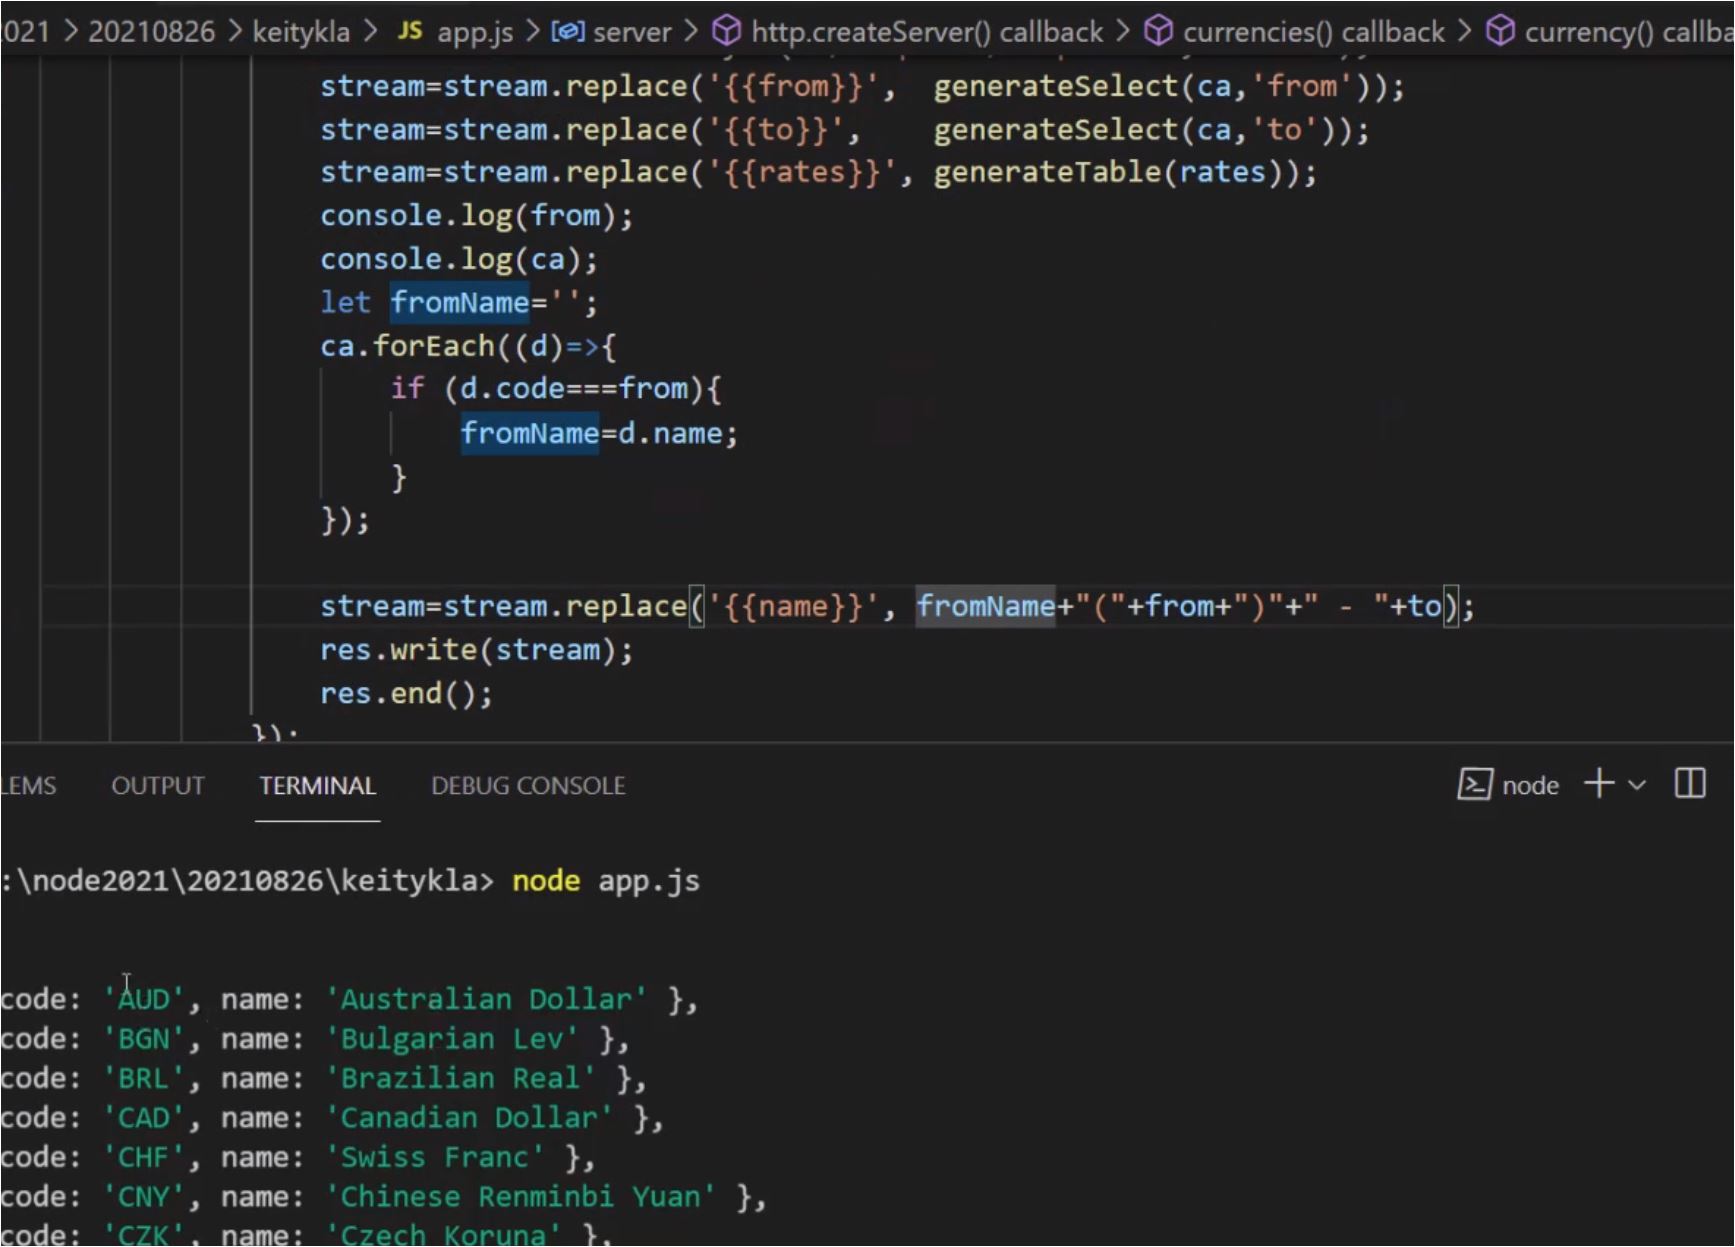 021 > 20210826 > keitykla > JS app.js > server > http.createServer() callback > currencies() callback > currency() callba
stream=stream.replace('{{from}}', generateSelect(ca,'from'));
stream=stream.replace('{{to}}', generateSelect(ca,'to'));
stream=stream.replace('{{rates}}', generateTable(rates));
console.log(from);
console.log(ca);
let fromName='';
ca.forEach((d)=>{
if (d.code===from){
fromName=d.name;
}
});
stream=stream.replace('{{name}}', fromName+"("+from+")"+" - "+to);
res.write(stream);
res.end();
});
LEMS OUTPUT TERMINAL DEBUG CONSOLE node
:\node2021\20210826\keitykla> node app.js
code: 'AUD', name: 'Australian Dollar' },
code: 'BGN', name: 'Bulgarian Lev' },
code: 'BRL', name: 'Brazilian Real' },
code: 'CAD', name: 'Canadian Dollar' },
code: 'CHF', name: 'Swiss Franc' },
code: 'CNY', name: 'Chinese Renminbi Yuan' },
code: 'CZK', name: 'Czech Koruna' },